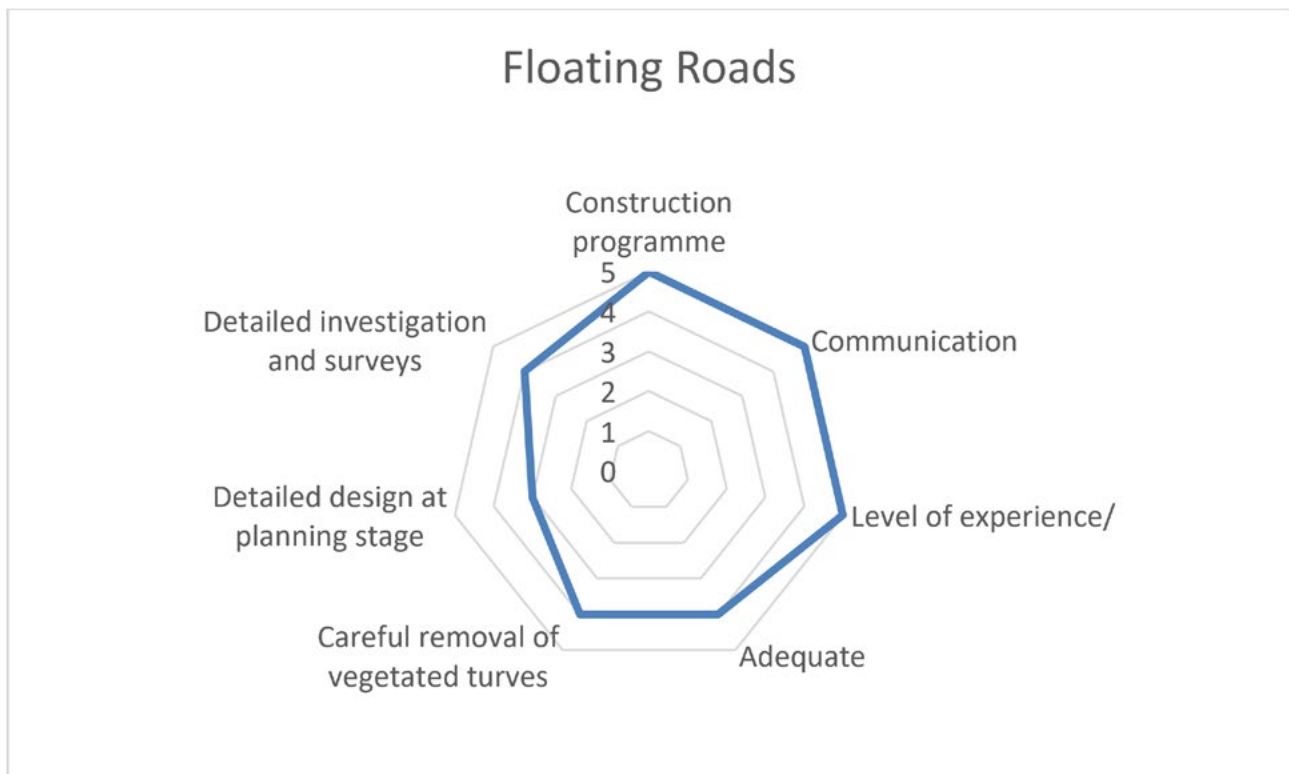 Floating Roads
Construction
programme
5
4
3
2
1
0
Communication
Level of experience/
Adequate
Careful removal of
vegetated turves
Detailed design at
planning stage
Detailed investigation
and surveys